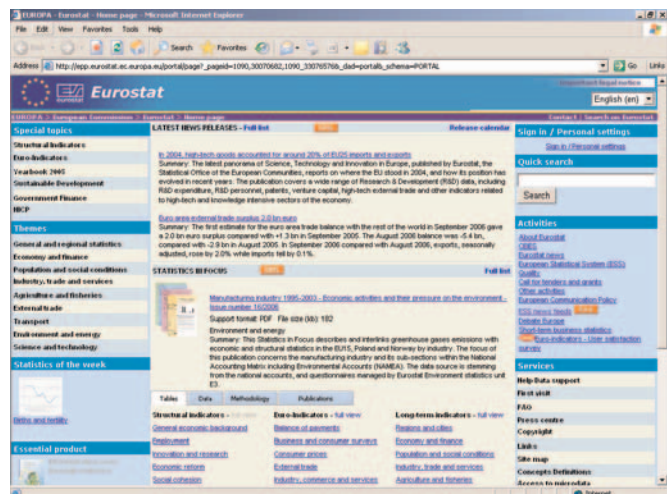 EUROPA - Eurostat - Home page - Microsoft Internet Explorer
File Edit View Favorites Tools Help
Search Favorites
Address http://epp.eurostat.ec.europa.eu/portal/page?_pageid=1090,30070682,1090_33076576&_dad=portal&_schema=PORTAL Go Links
Important legal notice
eurostat Eurostat
English (en)
EUROPA > European Commission > Eurostat > Home page Contact | Search on Eurostat
Special topics
Structural Indicators
Euro-Indicators
Yearbook 2005
Sustainable Development
Government Finance
HICP
Themes
General and regional statistics
Economy and finance
Population and social conditions
Industry, trade and services
Agriculture and fisheries
External trade
Transport
Environment and energy
Science and technology
Statistics of the week
Births and fertility
Essential product
LATEST NEWS RELEASES - Full list Release calendar
In 2004, high-tech goods accounted for around 20% of EU25 imports and exports
Summary: The latest panorama of Science, Technology and Innovation in Europe, published by Eurostat, the
Statistical Office of the European Communities, reports on where the EU stood in 2004, and how its position has
evolved in recent years. The publication covers a wide range of Research & Development (R&D) data, including
R&D expenditure, R&D personnel, patents, venture capital, high-tech external trade and other indicators related
to high-tech and knowledge intensive sectors of the economy.
Euro area external trade surplus 2.0 bn euro
Summary: The first estimate for the euro area trade balance with the rest of the world in September 2006 gave
a 2.0 bn euro surplus, compared with +1.3 bn in September 2005. The August 2006 balance was -5.4 bn,
compared with -2.9 bn in August 2005. In September 2006 compared with August 2006, exports, seasonally
adjusted, rose by 2.0% while imports fell by 0.1%.
STATISTICS IN FOCUS Full list
Manufacturing industry 1995-2003 - Economic activities and their pressure on the environment -
Issue number 16/2006
Support format: PDF File size (kb): 182
Environment and energy
Summary: This Statistics in Focus describes and interlinks greenhouse gases emissions with
economic and structural statistics in the EU15, Poland and Norway by industry. The focus of
this publication concerns the manufacturing industry and its sub-sections within the National
Accounting Matrix including Environmental Accounts (NAMEA). The data source is stemming
from the national accounts, and questionnaires managed by Eurostat Environment statistics unit
E3.
Tables Data Methodology Publications
Structural indicators - full view
General economic background
Employment
Innovation and research
Economic reform
Social cohesion
Euro-Indicators - full view
Balance of payments
Business and consumer surveys
Consumer prices
External trade
Industry, commerce and services
Long-term indicators - full view
Regions and cities
Economy and finance
Population and social conditions
Industry, trade and services
Agriculture and fisheries
Sign in / Personal settings
Sign in / Personal settings
Quick search
Search
Activities
About Eurostat
CBES
Eurostat news
European Statistical System (ESS)
Quality
Call for tenders and grants
Other activities
European Communication Policy
ESS News feeds
Debate Europe
Short-term business statistics
Euro-indicators - User satisfaction
survey
Services
Help Data support
First visit
FAQ
Press centre
Copyright
Links
Site map
Concepts Definitions
Access to microdata
Internet